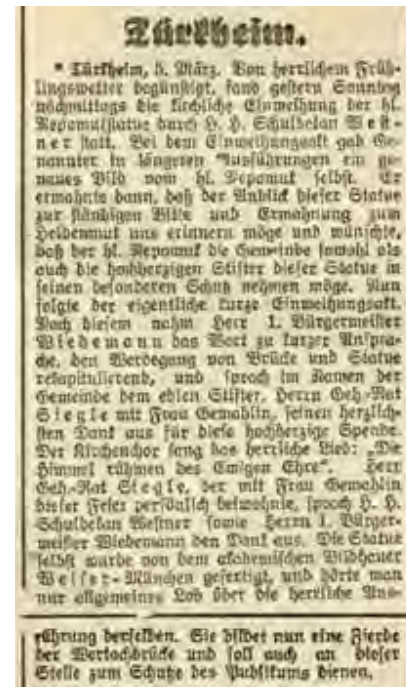 Türkheim.
* Türkheim, 5. März. Von herrlichem Früh-
lingswetter begünstigt, fand gestern Sonntag
nachmittags die kirchliche Einweihung der hl.
Nepomukstatue durch H. H. Schuldekan West-
ner statt. Bei dem Einweihungsakt gab Ge-
nannter in längeren Ausführungen ein ge-
naues Bild vom hl. Nepomuk selbst. Er
ermahnte dann, daß der Anblick dieser Statue
zur ständigen Bitte und Ermahnung zum
Heldenmut uns erinnern möge und wünschte,
daß der hl. Nepomuk die Gemeinde sowohl als
auch die hochherzigen Stifter dieser Statue in
seinen besonderen Schutz nehmen möge. Nun
folgte der eigentliche kurze Einweihungsakt.
Nach diesem nahm Herr 1. Bürgermeister
Wiedemann das Wort zu kurzer Anspra-
che, den Werdegang von Brücke und Statue
rekapitulierend, und sprach im Namen der
Gemeinde dem edlen Stifter, Herrn Geh.-Rat
Siegle mit Frau Gemahlin, seinen herzlich-
sten Dank aus für diese hochherzige Spende.
Der Kirchenchor sang das herrliche Lied: „Die
Himmel rühmen des Ewigen Ehre“. Herr
Geh.-Rat Siegle, der mit Frau Gemahlin
dieser Feier persönlich beiwohnte, sprach H. H.
Schuldekan Westner sowie Herrn 1. Bürger-
meister Wiedemann den Dank aus. Die Statue
selbst wurde von dem akademischen Bildhauer
-München gefertigt, und hörte man
nur allgemeines Lob über die herrliche Aus-
führung derselben. Sie bildet nun eine Zierde
der Wertachbrücke und soll auch an dieser
Stelle zum Schutze des Publikums dienen.